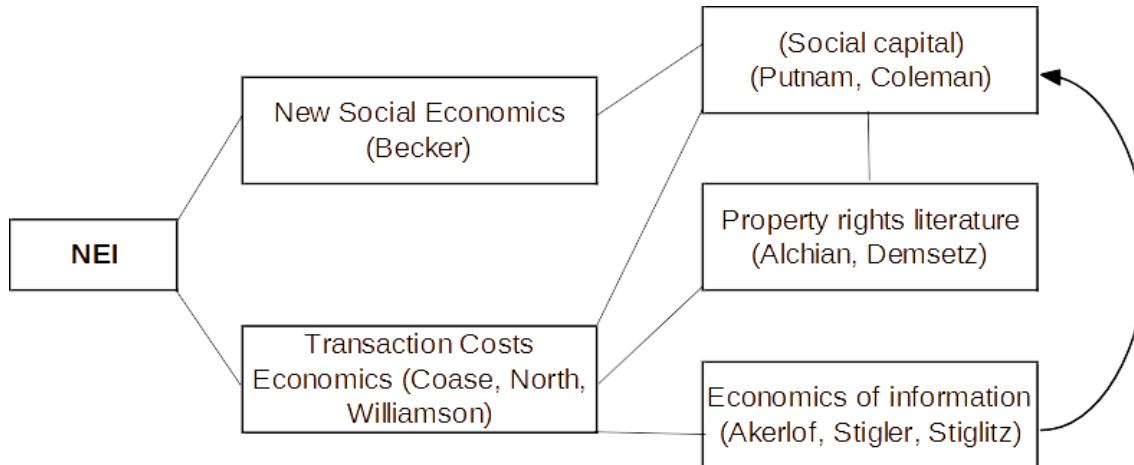 (Social capital)
(Putnam, Coleman)
New Social Economics
(Becker)
Property rights literature
(Alchian, Demsetz)
NEI
Transaction Costs
Economics (Coase, North,
Williamson)
Economics of information
(Akerlof, Stigler, Stiglitz)